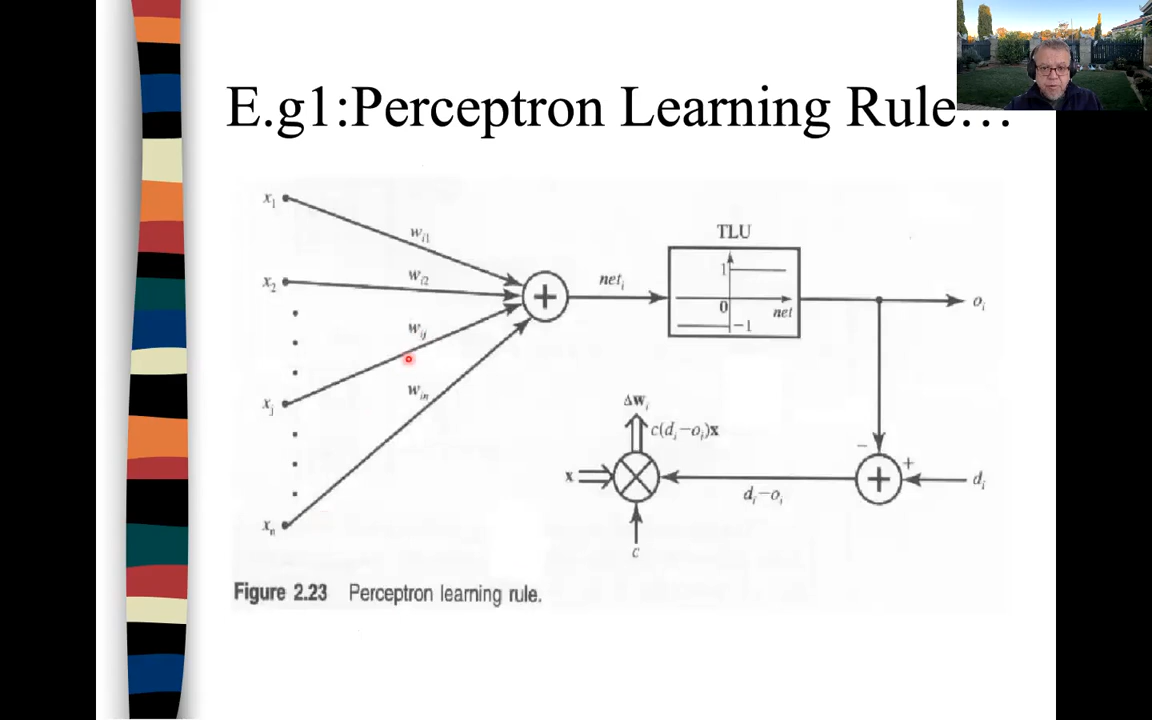 E.g1:Perceptron Learning Rule…
x₁
wᵢ₁
TLU
1
x₂
wᵢ₂
netᵢ
0
net
−1
oᵢ
wᵢⱼ
xⱼ
wᵢₙ
Δwᵢ
c(dᵢ−oᵢ)x
−
+
+
x
dᵢ−oᵢ
+
dᵢ
xₙ
c
Figure 2.23 Perceptron learning rule.